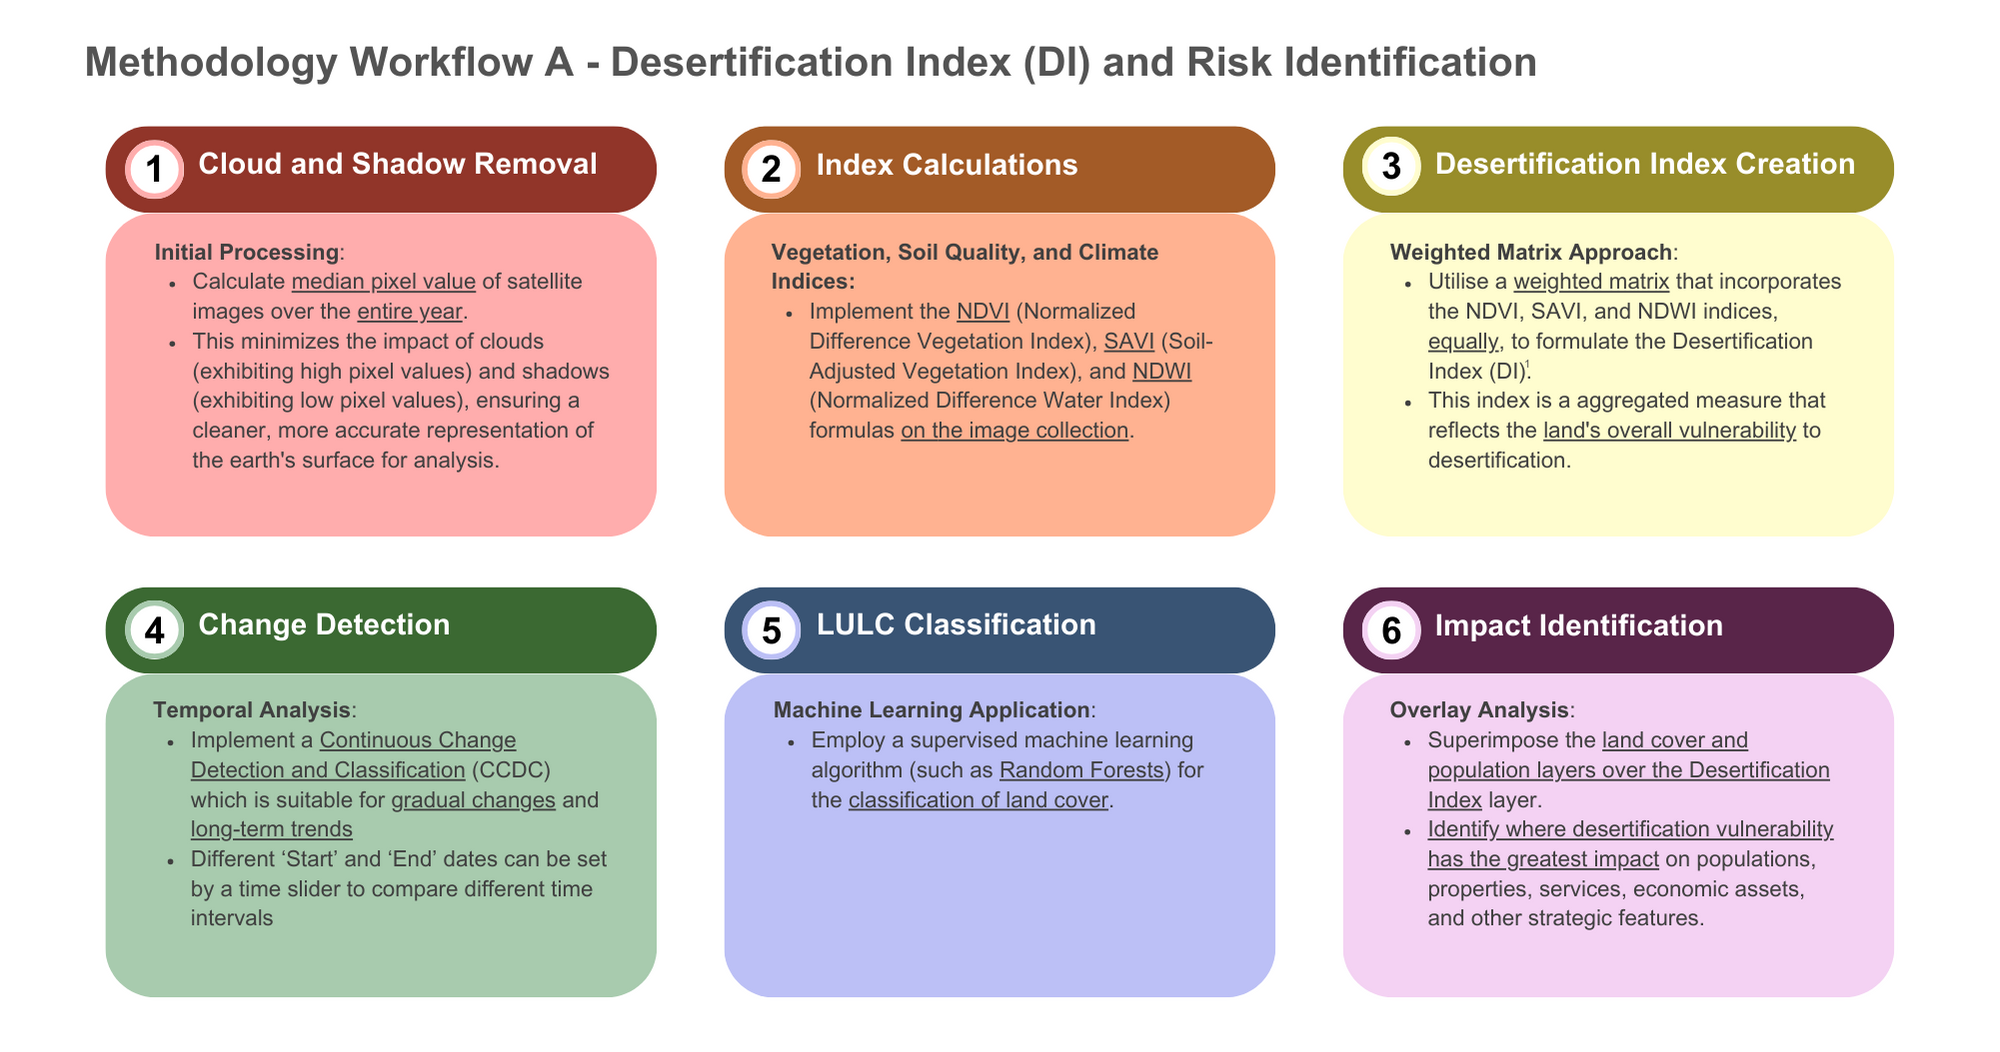 Methodology Workflow A - Desertification Index (DI) and Risk Identification
1 Cloud and Shadow Removal
Initial Processing:
• Calculate median pixel value of satellite
images over the entire year.
• This minimizes the impact of clouds
(exhibiting high pixel values) and shadows
(exhibiting low pixel values), ensuring a
cleaner, more accurate representation of
the earth's surface for analysis.
2 Index Calculations
Vegetation, Soil Quality, and Climate
Indices:
• Implement the NDVI (Normalized
Difference Vegetation Index), SAVI (Soil-
Adjusted Vegetation Index), and NDWI
(Normalized Difference Water Index)
formulas on the image collection.
3 Desertification Index Creation
Weighted Matrix Approach:
• Utilise a weighted matrix that incorporates
the NDVI, SAVI, and NDWI indices,
equally, to formulate the Desertification
Index (DI)¹.
• This index is a aggregated measure that
reflects the land's overall vulnerability to
desertification.
4 Change Detection
Temporal Analysis:
• Implement a Continuous Change
Detection and Classification (CCDC)
which is suitable for gradual changes and
long-term trends
• Different ‘Start’ and ‘End’ dates can be set
by a time slider to compare different time
intervals
5 LULC Classification
Machine Learning Application:
• Employ a supervised machine learning
algorithm (such as Random Forests) for
the classification of land cover.
6 Impact Identification
Overlay Analysis:
• Superimpose the land cover and
population layers over the Desertification
Index layer.
• Identify where desertification vulnerability
has the greatest impact on populations,
properties, services, economic assets,
and other strategic features.